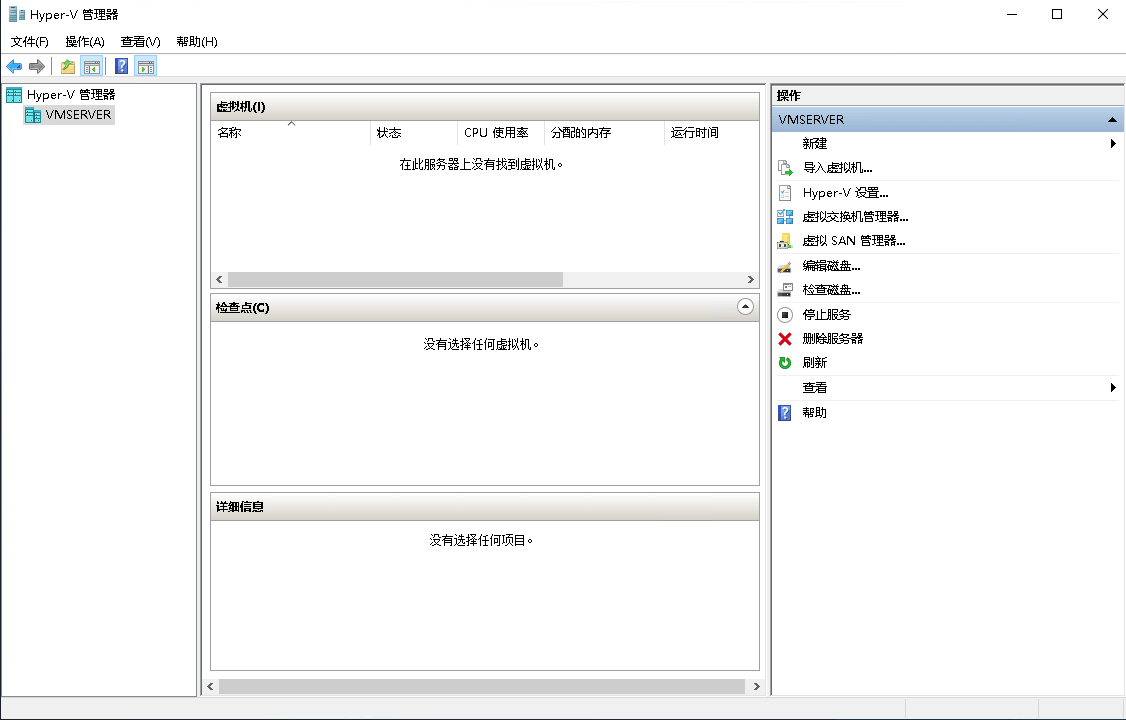 Hyper-V 管理器
文件(F) 操作(A) 查看(V) 帮助(H)
Hyper-V 管理器
VMSERVER
虚拟机(I)
名称 状态 CPU 使用率 分配的内存 运行时间
在此服务器上没有找到虚拟机。
检查点(C)
没有选择任何虚拟机。
详细信息
没有选择任何项目。
操作
VMSERVER
新建
导入虚拟机...
Hyper-V 设置...
虚拟交换机管理器...
虚拟 SAN 管理器...
编辑磁盘...
检查磁盘...
停止服务
删除服务器
刷新
查看
帮助